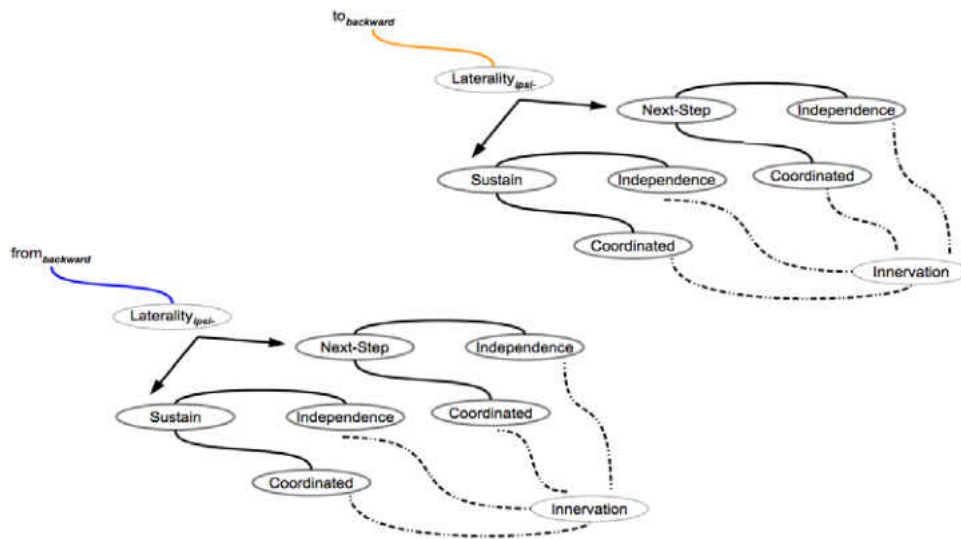 to backward
Laterality ipsi-
Next-Step
Independence
Sustain
Independence
Coordinated
Coordinated
Innervation
from backward
Laterality ipsi-
Next-Step
Independence
Sustain
Independence
Coordinated
Coordinated
Innervation